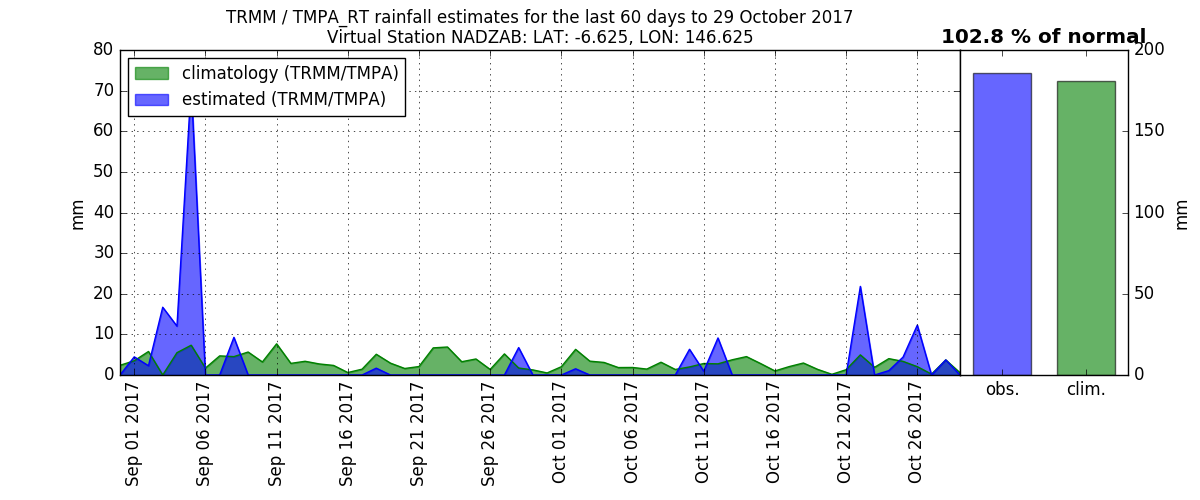 TRMM / TMPA_RT rainfall estimates for the last 60 days to 29 October 2017
Virtual Station NADZAB: LAT: -6.625, LON: 146.625
102.8 % of normal
climatology (TRMM/TMPA)
estimated (TRMM/TMPA)
80
70
60
50
40
30
20
10
0
mm
200
150
100
50
0
mm
Sep 01 2017
Sep 06 2017
Sep 11 2017
Sep 16 2017
Sep 21 2017
Sep 26 2017
Oct 01 2017
Oct 06 2017
Oct 11 2017
Oct 16 2017
Oct 21 2017
Oct 26 2017
obs.
clim.